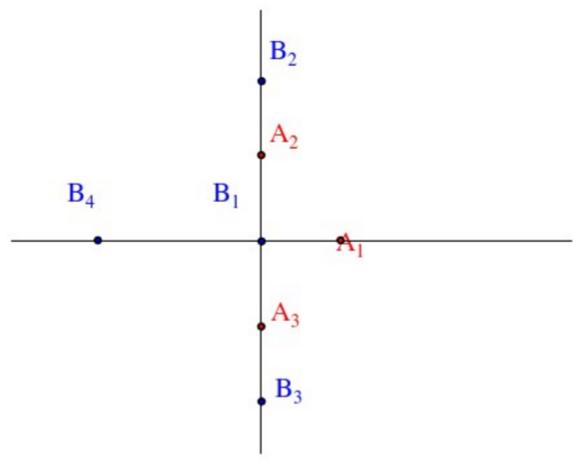 B₂
A₂
B₄ B₁
A₁
A₃
B₃